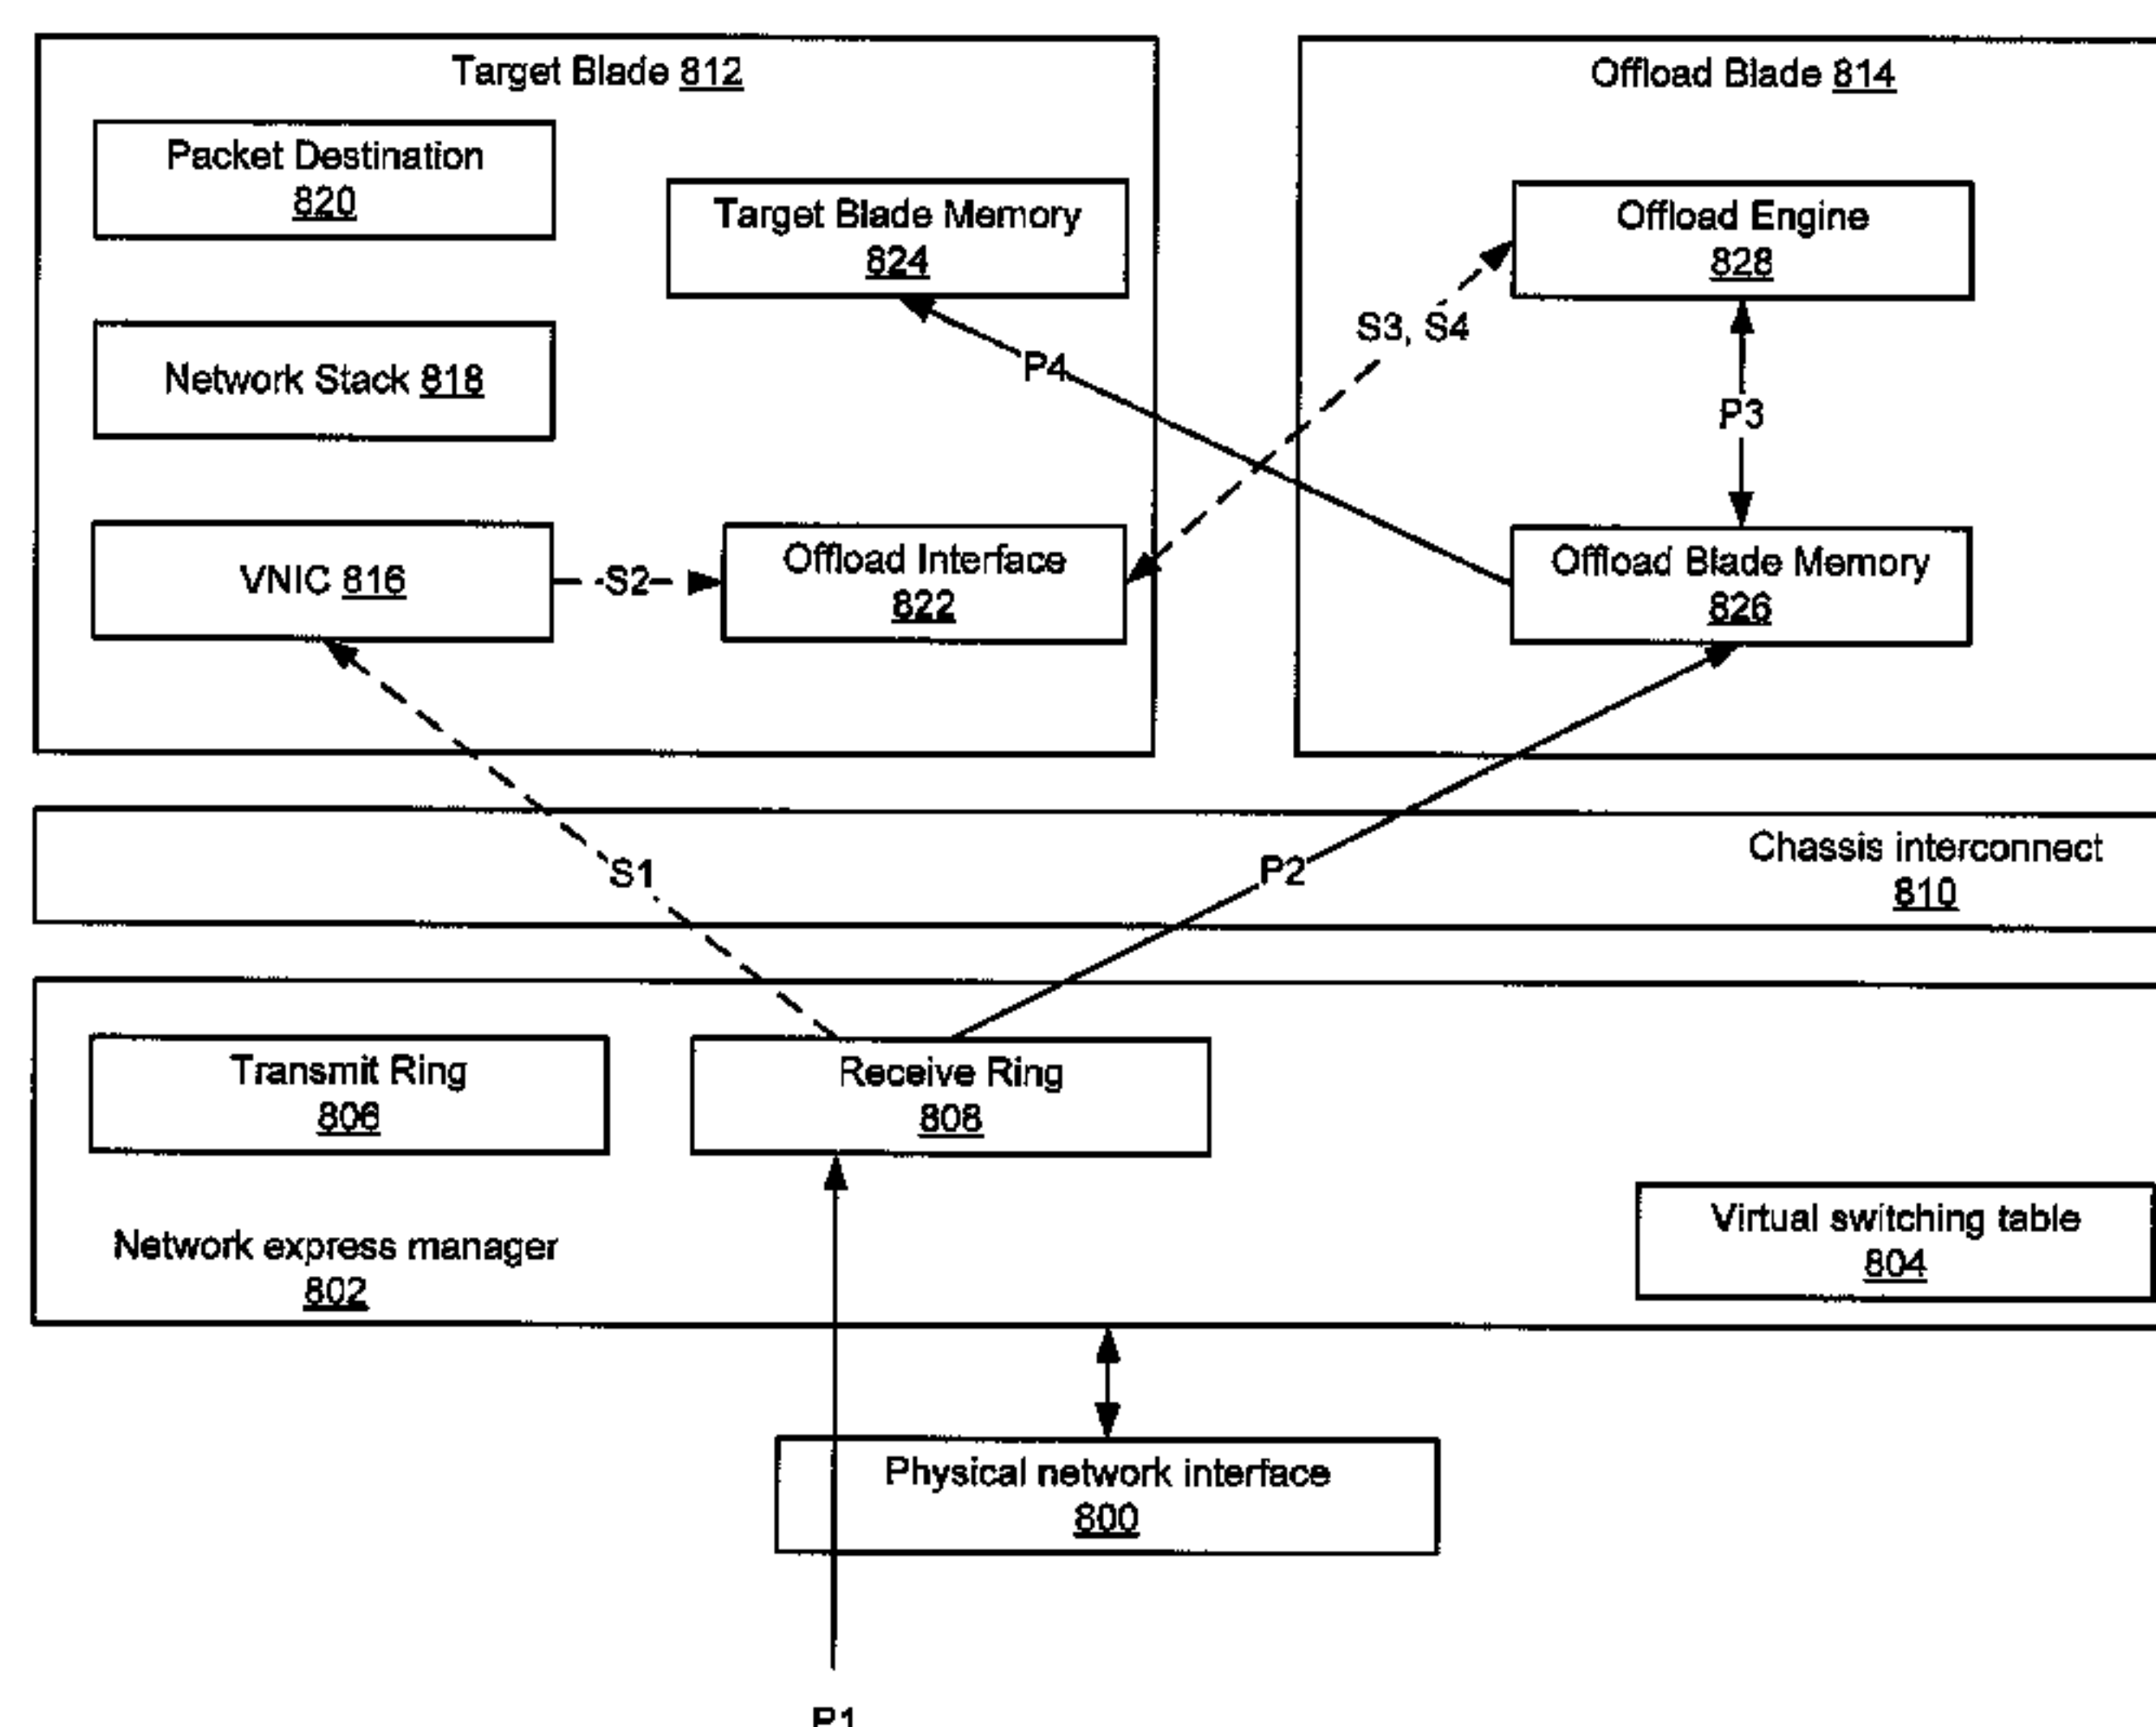 Target Blade 812
Offload Blade 814
Packet Destination
820
Target Blade Memory
824
Offload Engine
828
S3, S4
P4
Network Stack 818
P3
VNIC 816
S2
Offload Interface
822
Offload Blade Memory
826
Chassis interconnect
810
S1
P2
Transmit Ring
806
Receive Ring
808
Virtual switching table
804
Network express manager
802
Physical network interface
800
P1